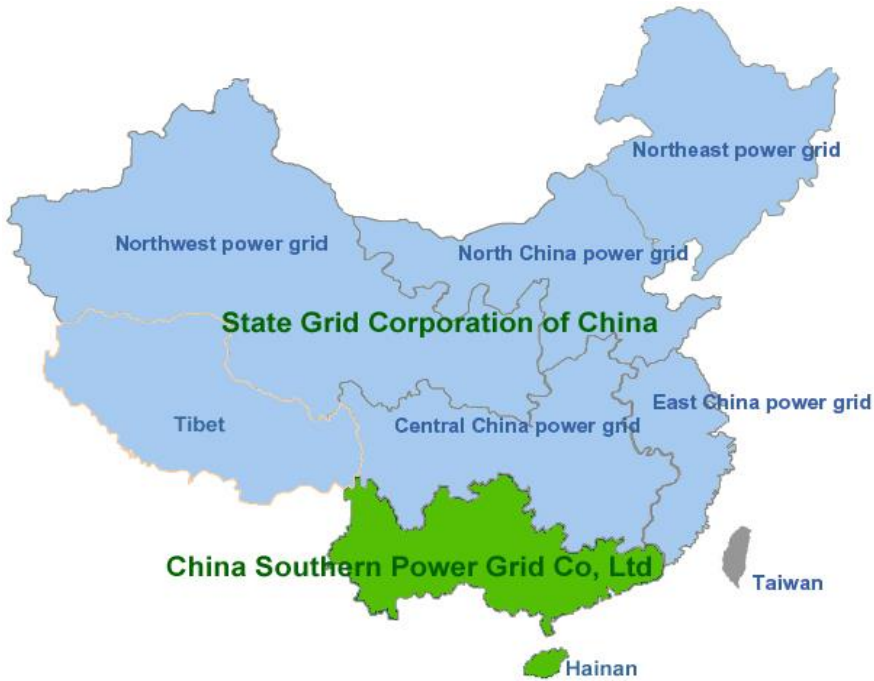 Northeast power grid
Northwest power grid
North China power grid
State Grid Corporation of China
East China power grid
Tibet
Central China power grid
China Southern Power Grid Co, Ltd
Taiwan
Hainan